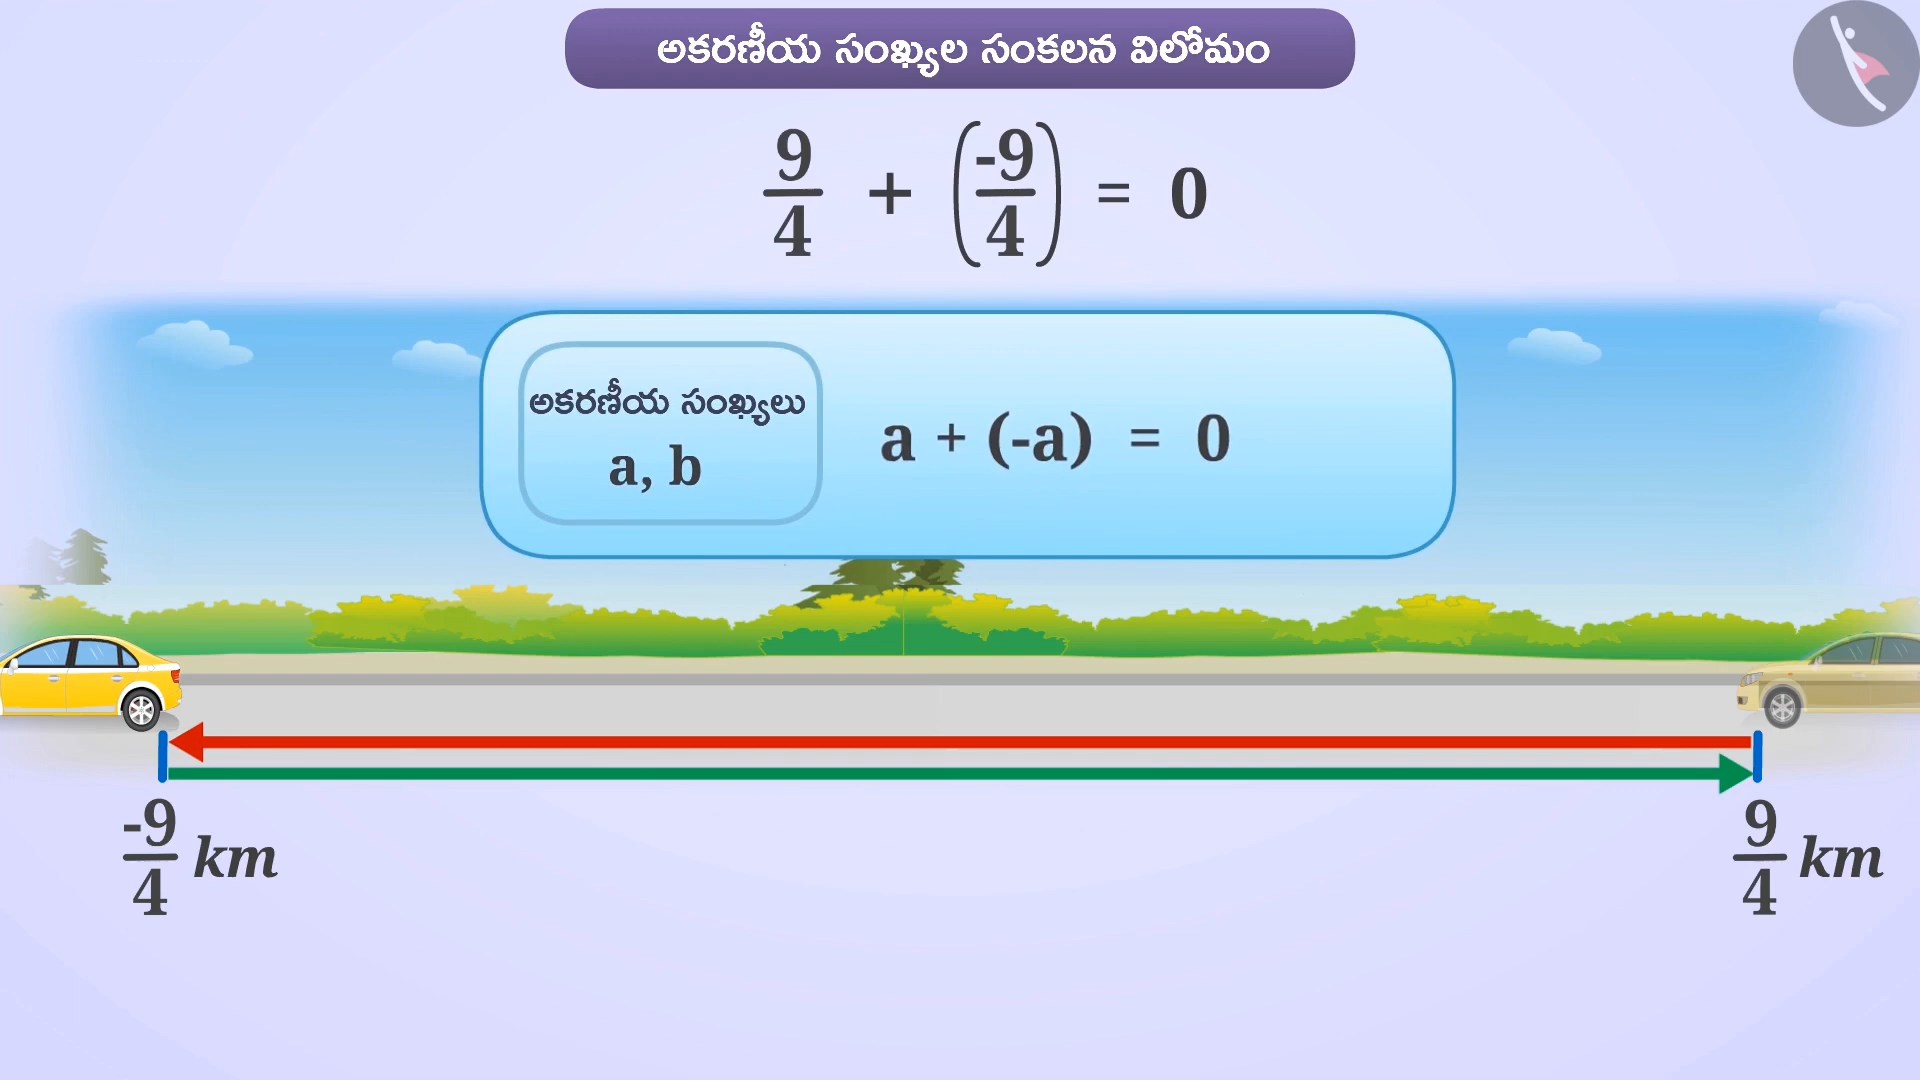 అకరణీయ సంఖ్యల సంకలన విలోమం
9/4 + (-9/4) = 0
అకరణీయ సంఖ్యలు
a, b
a + (-a) = 0
-9/4 km
9/4 km